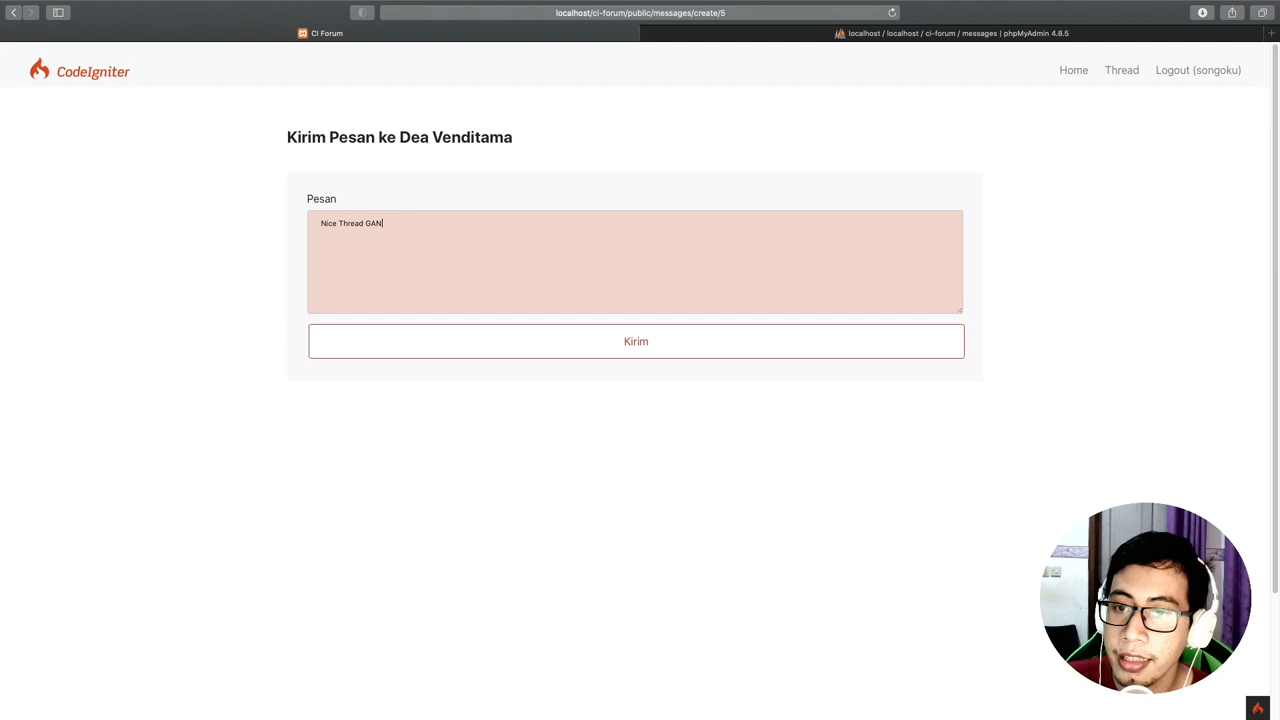 localhost/ci-forum/public/messages/create/5
CI Forum
localhost / localhost / ci-forum / messages | phpMyAdmin 4.8.5
CodeIgniter
Home
Thread
Logout (songoku)
Kirim Pesan ke Dea Venditama
Pesan
Nice Thread GAN
Kirim